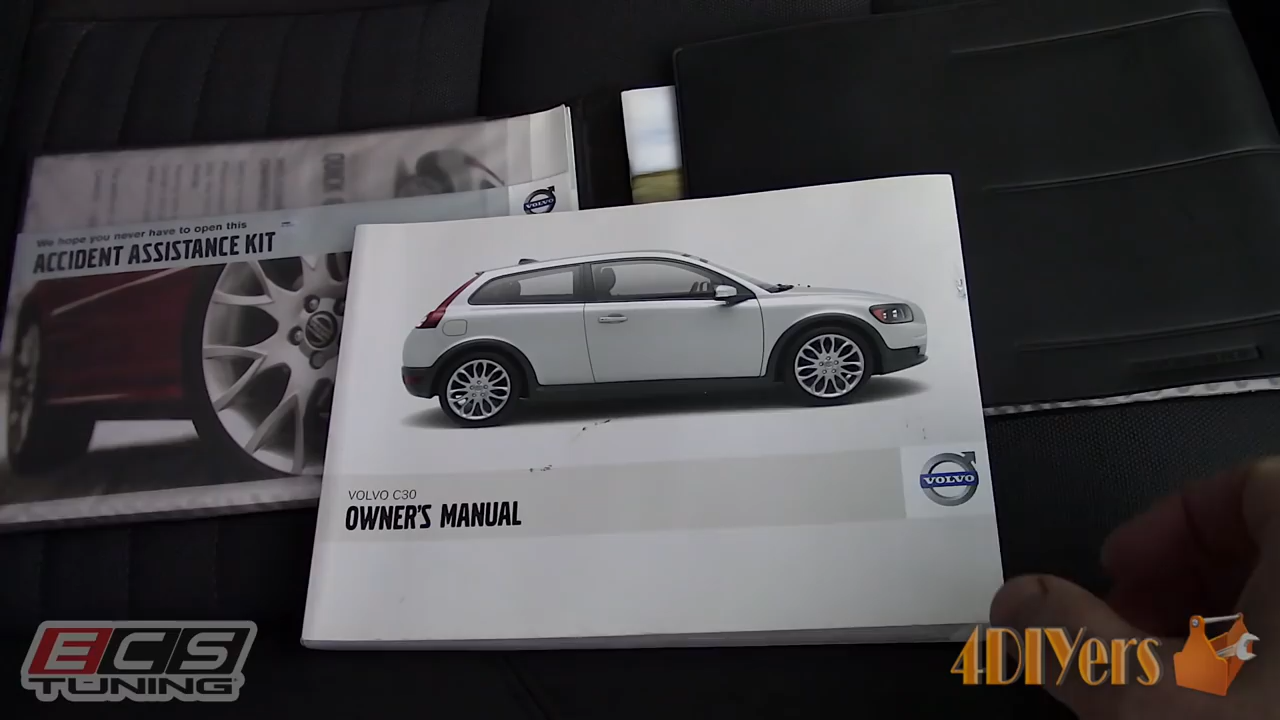 QUICK
We hope you never have to open this
ACCIDENT ASSISTANCE KIT
VOLVO
VOLVO C30
OWNER'S MANUAL
VOLVO
ECS
TUNING
4DIYers